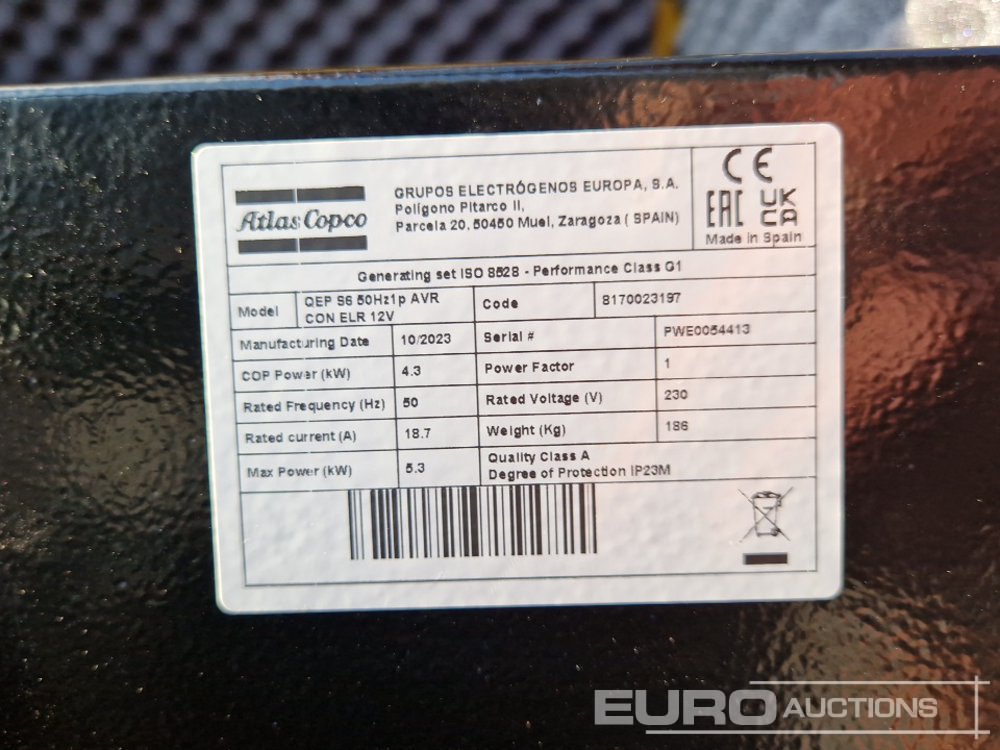 Atlas Copco
GRUPOS ELECTRÓGENOS EUROPA, S.A.
Polígono Pitarco II,
Parcela 20. 50450 Muel, Zaragoza ( SPAIN)
CE
EAC UK CA
Made in Spain
Generating set ISO 8528 - Performance Class G1
Model QEP S6 50Hz1p AVR CON ELR 12V Code 8170023197
Manufacturing Date 10/2023 Serial # PWE0054413
COP Power (kW) 4.3 Power Factor 1
Rated Frequency (Hz) 50 Rated Voltage (V) 230
Rated current (A) 18.7 Weight (Kg) 186
Max Power (kW) 5.3 Quality Class A
Degree of Protection IP23M
EURO AUCTIONS